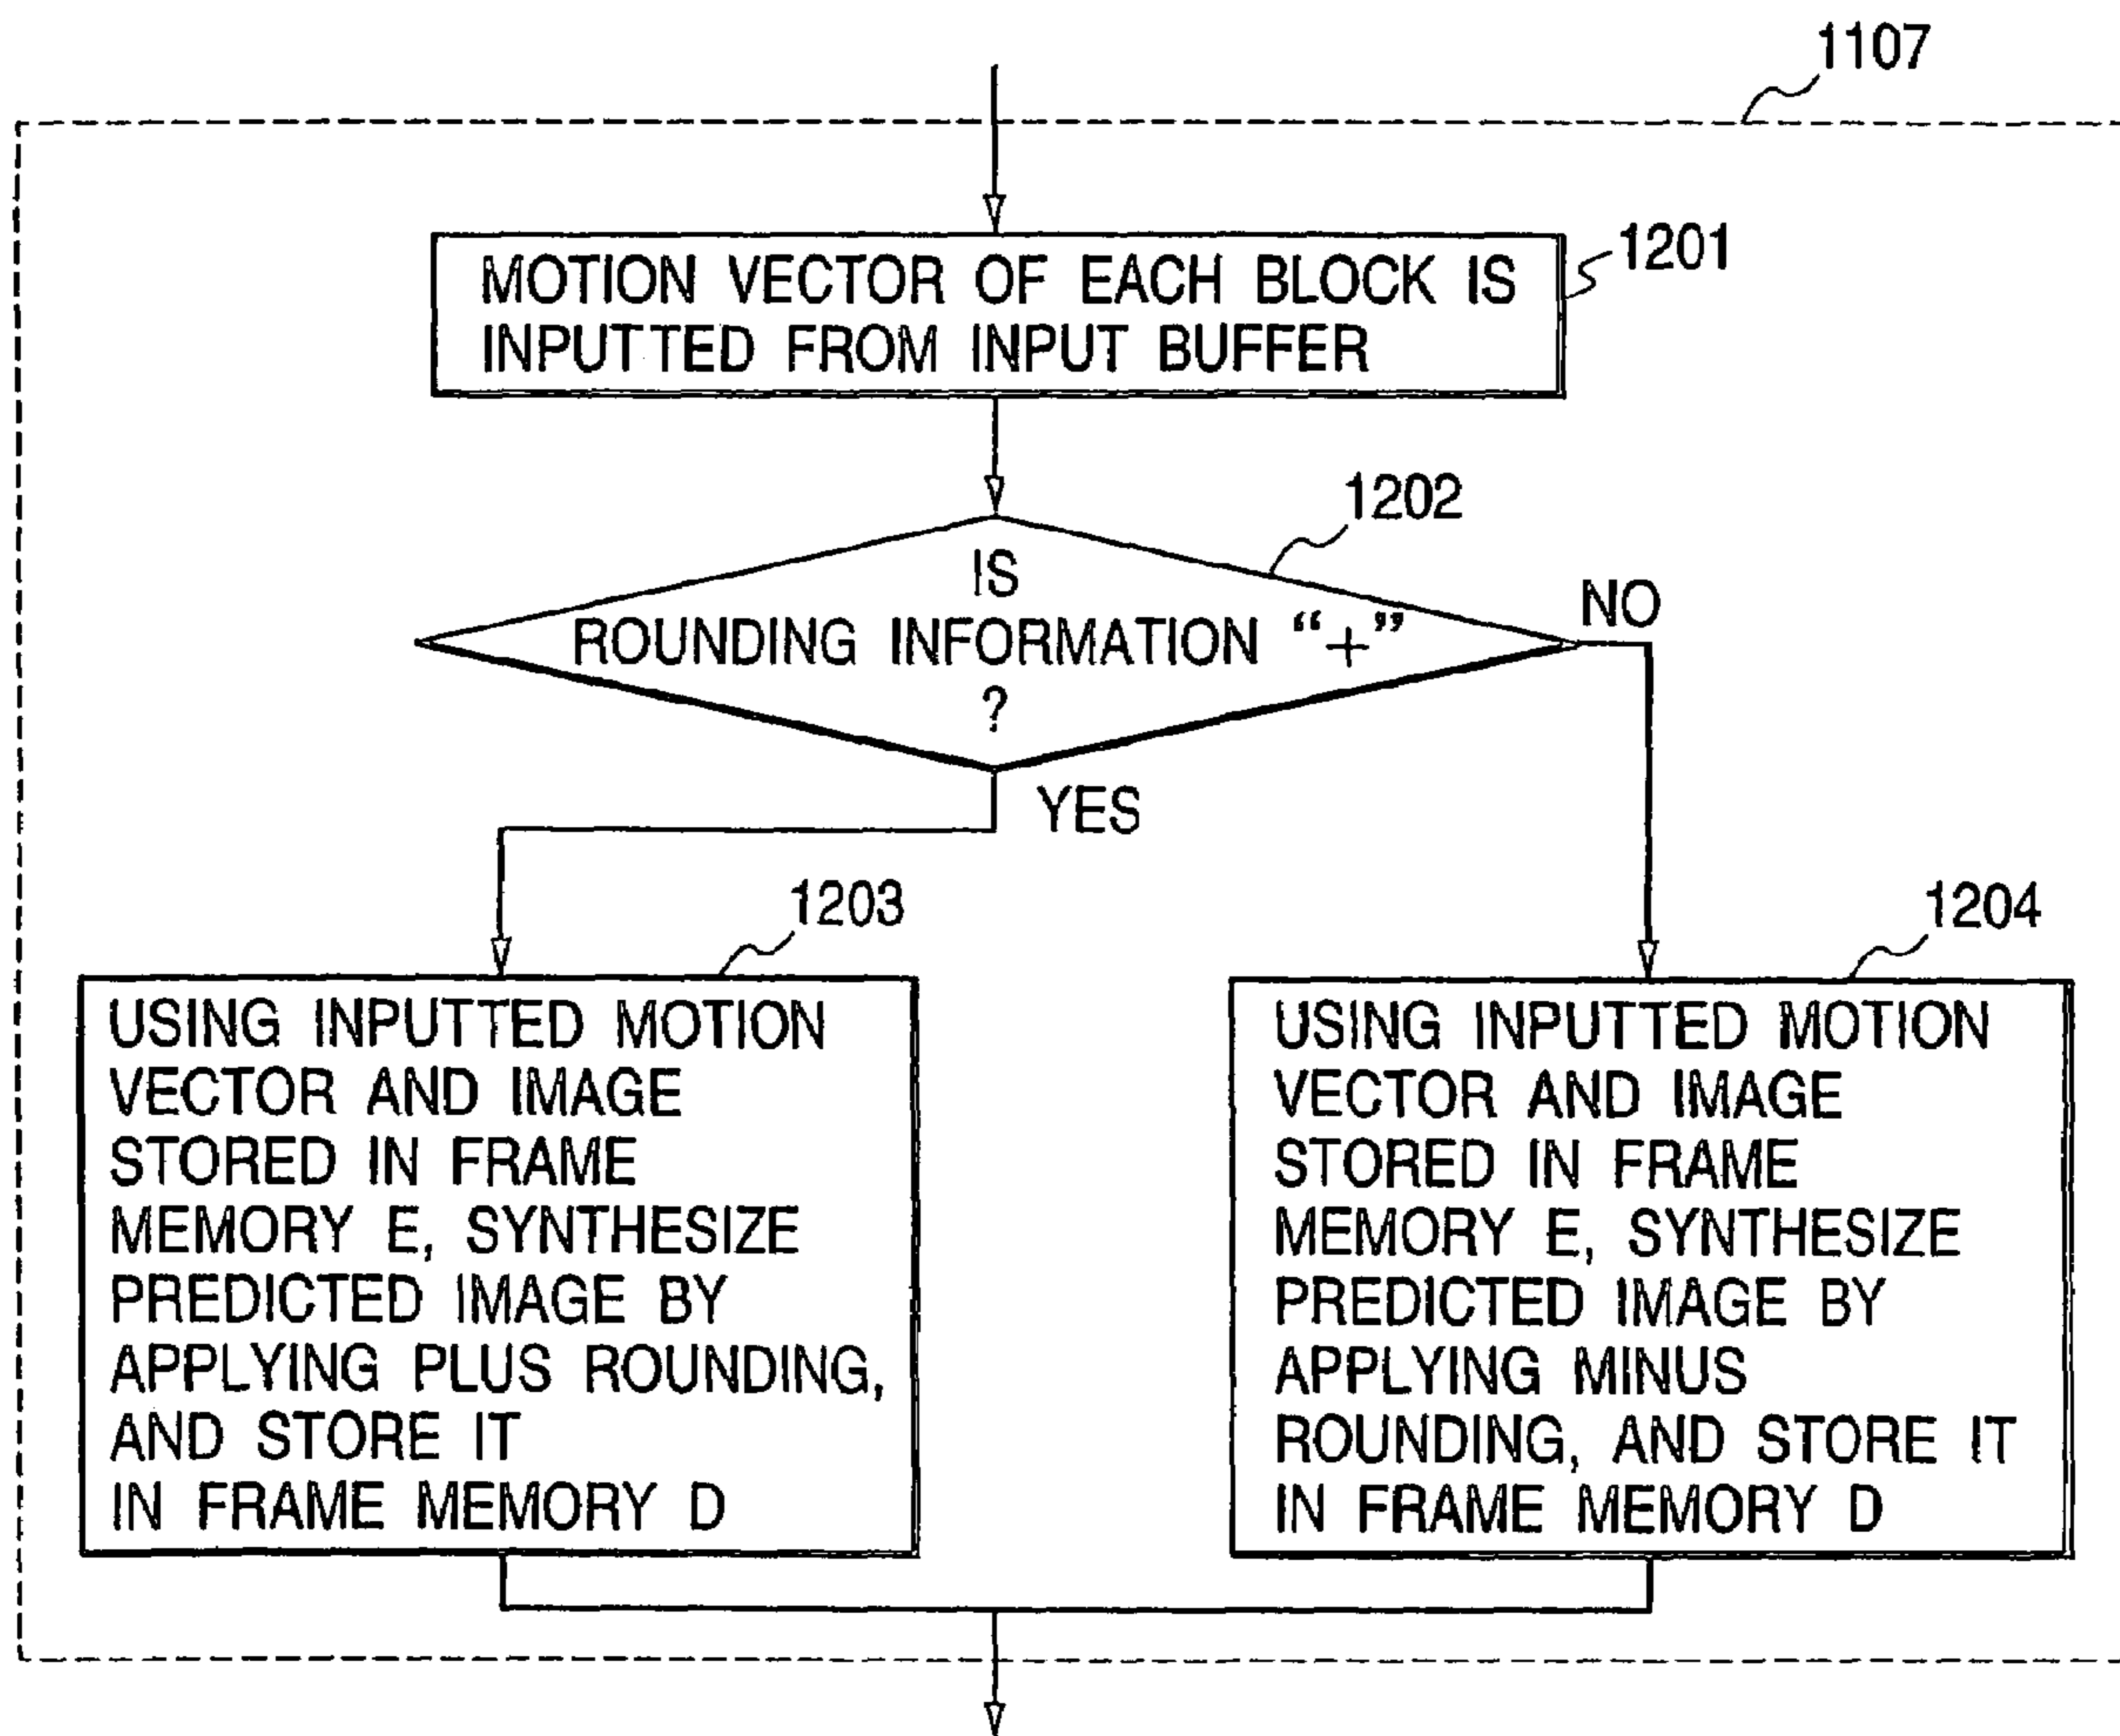 1107
MOTION VECTOR OF EACH BLOCK IS
INPUTTED FROM INPUT BUFFER
1201
1202
IS
ROUNDING INFORMATION “+”
?
NO
YES
1203
USING INPUTTED MOTION
VECTOR AND IMAGE
STORED IN FRAME
MEMORY E, SYNTHESIZE
PREDICTED IMAGE BY
APPLYING PLUS ROUNDING,
AND STORE IT
IN FRAME MEMORY D
1204
USING INPUTTED MOTION
VECTOR AND IMAGE
STORED IN FRAME
MEMORY E, SYNTHESIZE
PREDICTED IMAGE BY
APPLYING MINUS
ROUNDING, AND STORE IT
IN FRAME MEMORY D